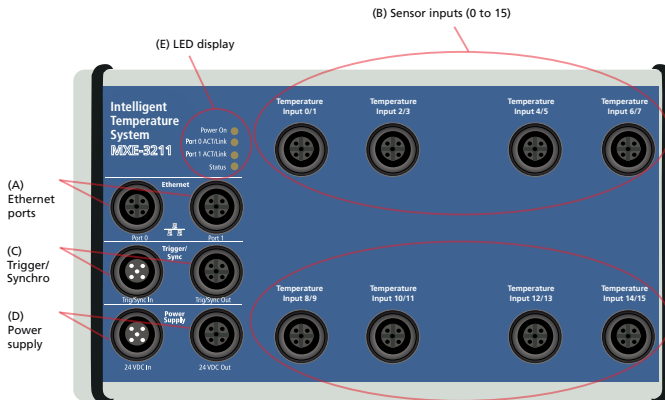 (B) Sensor inputs (0 to 15)
(E) LED display
Intelligent
Temperature
System
MXE-3211
Power On
Port 0 ACT/Link
Port 1 ACT/Link
Status
Temperature
Input 0/1
Temperature
Input 2/3
Temperature
Input 4/5
Temperature
Input 6/7
(A)
Ethernet
ports
Ethernet
Port 0
Port 1
(C)
Trigger/
Synchro
Trigger/
Sync
Trig/Sync In
Trig/Sync Out
(D)
Power
supply
Power
Supply
24 VDC In
24 VDC Out
Temperature
Input 8/9
Temperature
Input 10/11
Temperature
Input 12/13
Temperature
Input 14/15